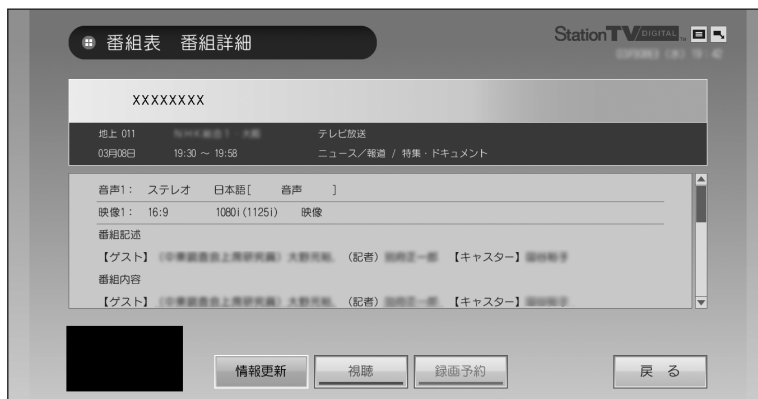 番組表 番組詳細
StationTV DIGITAL TM
XXXXXXXX
地上 011 テレビ放送
03月08日 19:30 ～ 19:58 ニュース／報道 / 特集・ドキュメント
音声1: ステレオ 日本語[ 音声 ]
映像1: 16:9 1080i(1125i) 映像
番組記述
【ゲスト】 (記者) 【キャスター】
番組内容
【ゲスト】 (記者) 【キャスター】
情報更新 視聴 録画予約 戻る